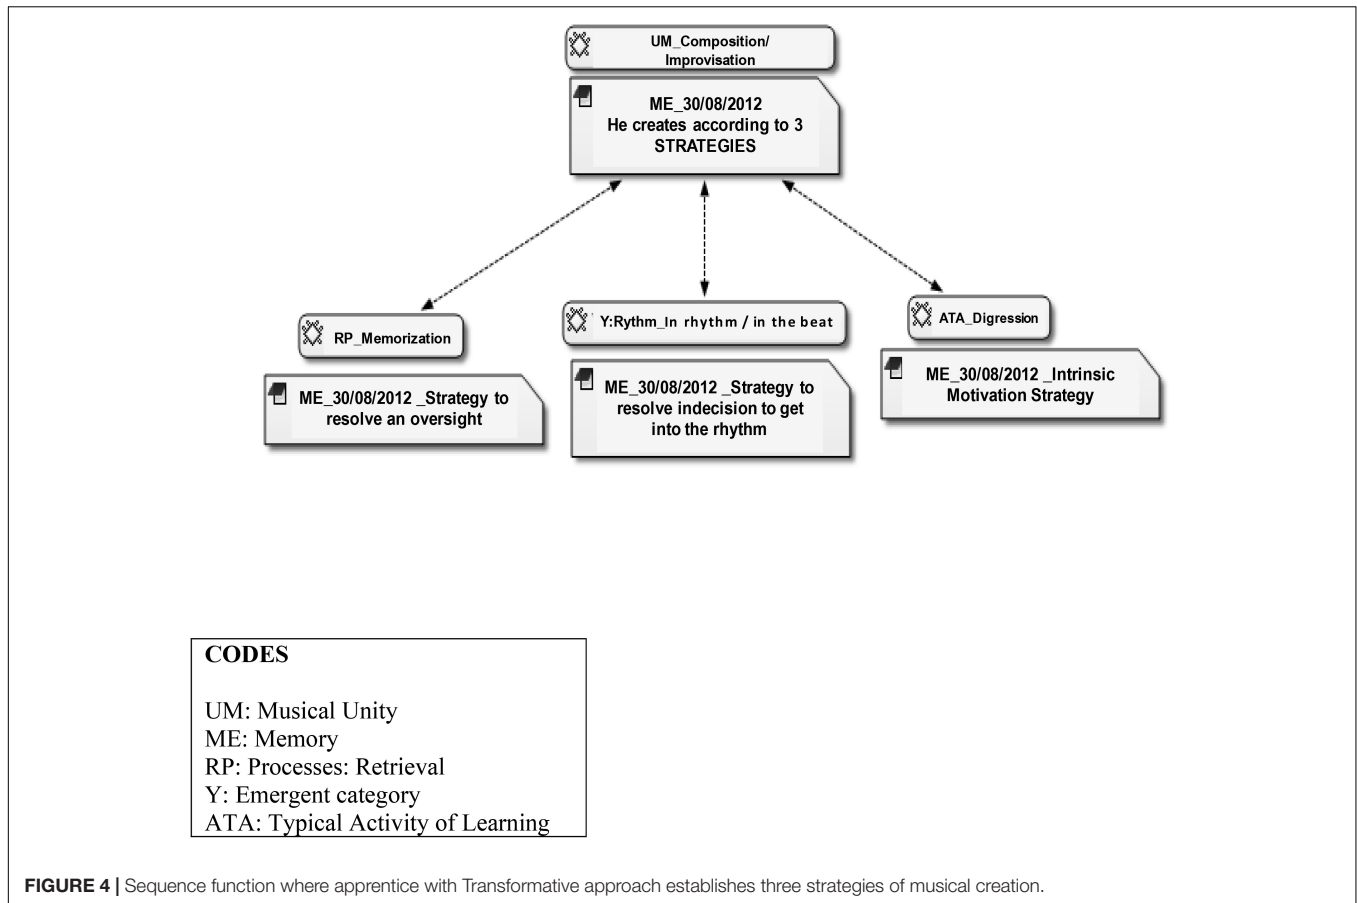 UM_Composition/
Improvisation
ME_30/08/2012
He creates according to 3
STRATEGIES
RP_Memorization
ME_30/08/2012 _Strategy to
resolve an oversight
Y:Rythm_In rhythm / in the beat
ME_30/08/2012 _Strategy to
resolve indecision to get
into the rhythm
ATA_Digression
ME_30/08/2012 _Intrinsic
Motivation Strategy
CODES
UM: Musical Unity
ME: Memory
RP: Processes: Retrieval
Y: Emergent category
ATA: Typical Activity of Learning
FIGURE 4 | Sequence function where apprentice with Transformative approach establishes three strategies of musical creation.